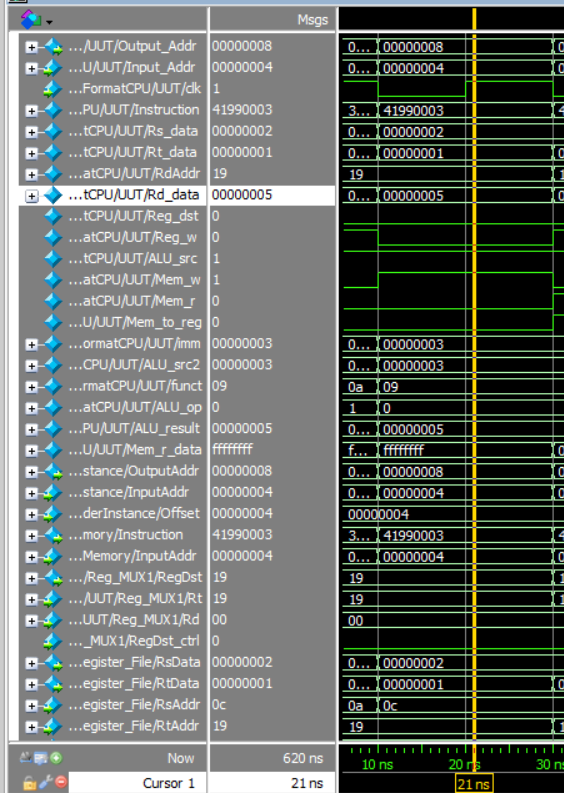 Msgs
.../UUT/Output_Addr 00000008 0... 00000008 0
...U/UUT/Input_Addr 00000004 0... 00000004 0
...FormatCPU/UUT/clk 1
...PU/UUT/Instruction 41990003 3... 41990003 4
...tCPU/UUT/Rs_data 00000002 0... 00000002
...tCPU/UUT/Rt_data 00000001 0... 00000001 0
...atCPU/UUT/RdAddr 19 19 1
...tCPU/UUT/Rd_data 00000005 0... 00000005 0
...tCPU/UUT/Reg_dst 0
...atCPU/UUT/Reg_w 0
...tCPU/UUT/ALU_src 1
...atCPU/UUT/Mem_w 1
...atCPU/UUT/Mem_r 0
...U/UUT/Mem_to_reg 0
...ormatCPU/UUT/imm 00000003 0... 00000003
...CPU/UUT/ALU_src2 00000003 0... 00000003
...rmatCPU/UUT/funct 09 0a 09
...atCPU/UUT/ALU_op 0 1 0
...PU/UUT/ALU_result 00000005 0... 00000005
...U/UUT/Mem_r_data ffffffff f... ffffffff 0
...stance/OutputAddr 00000008 0... 00000008 0
...stance/InputAddr 00000004 0... 00000004 0
...derInstance/Offset 00000004 00000004
...mory/Instruction 41990003 3... 41990003 4
...Memory/InputAddr 00000004 0... 00000004 0
.../Reg_MUX1/RegDst 19 19 1
.../UUT/Reg_MUX1/Rt 19 19 1
...UUT/Reg_MUX1/Rd 00 00
..._MUX1/RegDst_ctrl 0
...egister_File/RsData 00000002 0... 00000002
...egister_File/RtData 00000001 0... 00000001 0
...egister_File/RsAddr 0c 0a 0c
...egister_File/RtAddr 19 19 1
Now 620 ns 10 ns 20 ns 30 ns
Cursor 1 21 ns 21 ns